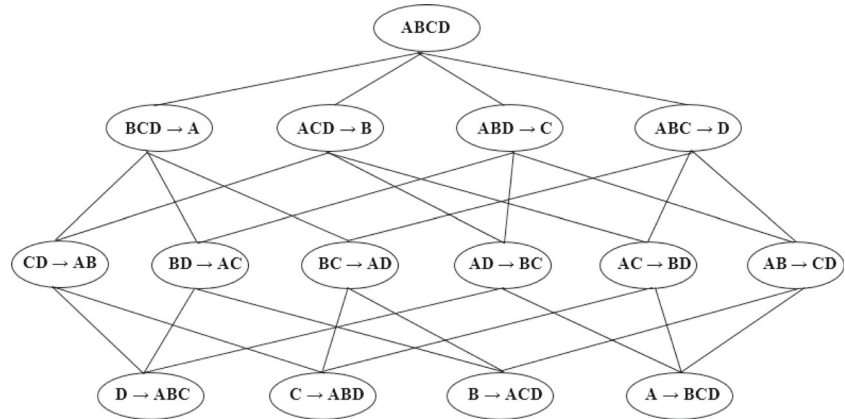 ABCD
BCD → A
ACD → B
ABD → C
ABC → D
CD → AB
BD → AC
BC → AD
AD → BC
AC → BD
AB → CD
D → ABC
C → ABD
B → ACD
A → BCD